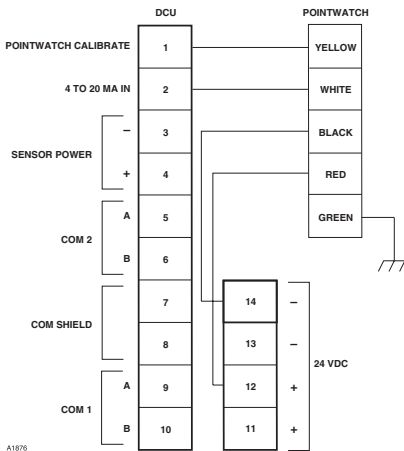 DCU POINTWATCH
POINTWATCH CALIBRATE 1 YELLOW
4 TO 20 MA IN 2 WHITE
– 3 BLACK
SENSOR POWER
+ 4 RED
A 5 GREEN
COM 2
B 6
7 14 –
COM SHIELD
8 13 –
24 VDC
A 9 12 +
COM 1
B 10 11 +
A1876